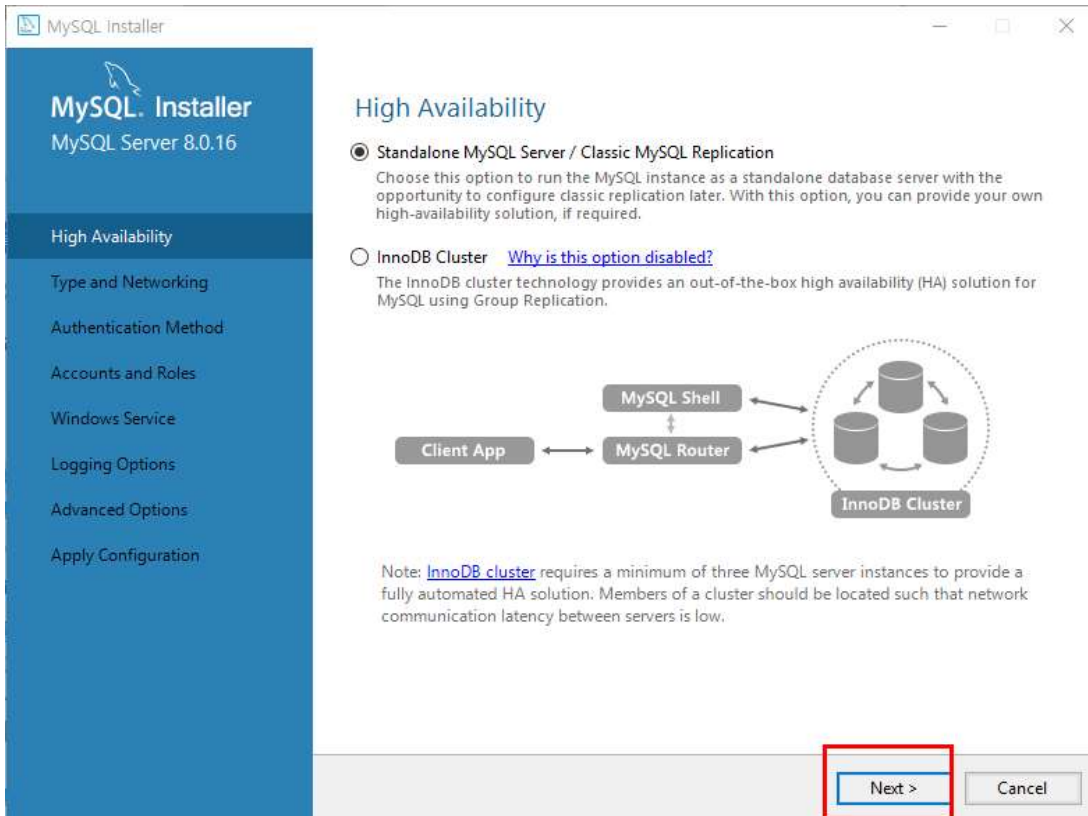 MySQL Installer
MySQL. Installer
MySQL Server 8.0.16
High Availability
Type and Networking
Authentication Method
Accounts and Roles
Windows Service
Logging Options
Advanced Options
Apply Configuration
High Availability
Standalone MySQL Server / Classic MySQL Replication
Choose this option to run the MySQL instance as a standalone database server with the
opportunity to configure classic replication later. With this option, you can provide your own
high-availability solution, if required.
InnoDB Cluster Why is this option disabled?
The InnoDB cluster technology provides an out-of-the-box high availability (HA) solution for
MySQL using Group Replication.
MySQL Shell
Client App
MySQL Router
InnoDB Cluster
Note: InnoDB cluster requires a minimum of three MySQL server instances to provide a
fully automated HA solution. Members of a cluster should be located such that network
communication latency between servers is low.
Next >
Cancel